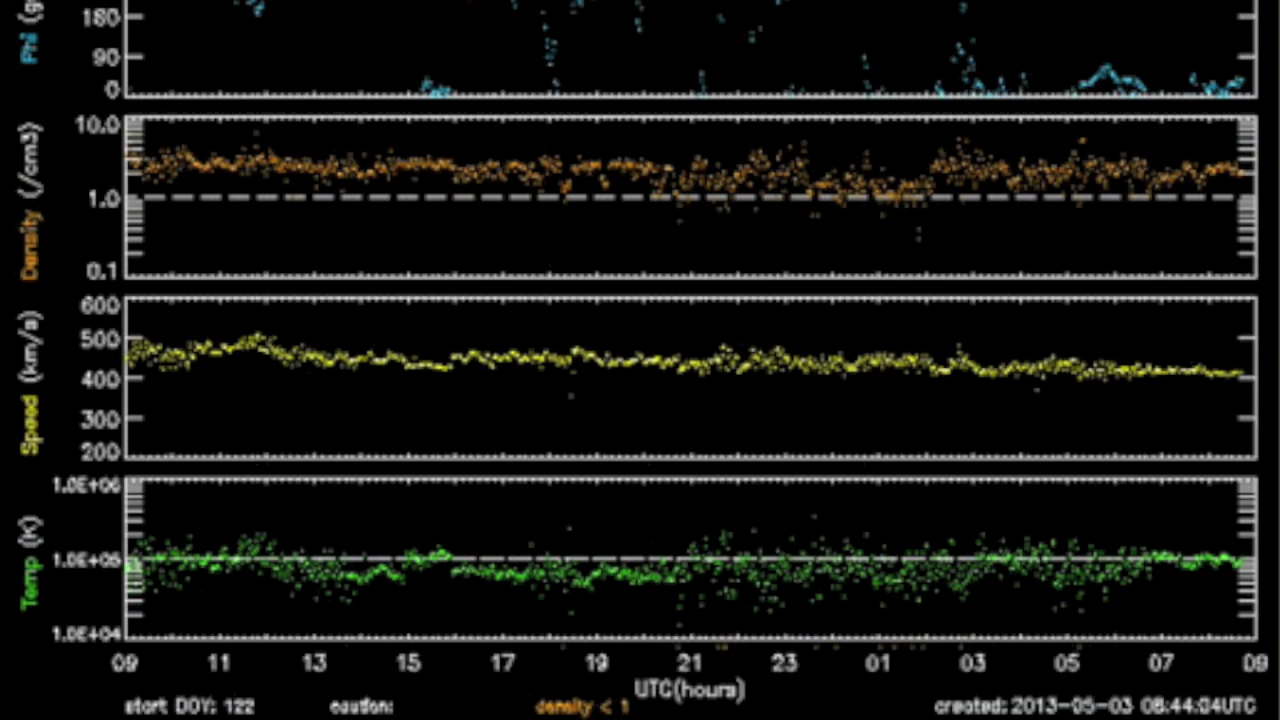 180
90
0
Phi
10.0
1.0
0.1
Density (/cm3)
600
500
400
300
200
Speed (km/s)
1.0E+06
1.0E+05
1.0E+04
Temp (K)
09 11 13 15 17 19 21 23 01 03 05 07 09
UTC(hours)
start DOY: 122 caution: density < 1 created: 2013-05-03 08:44:04UTC